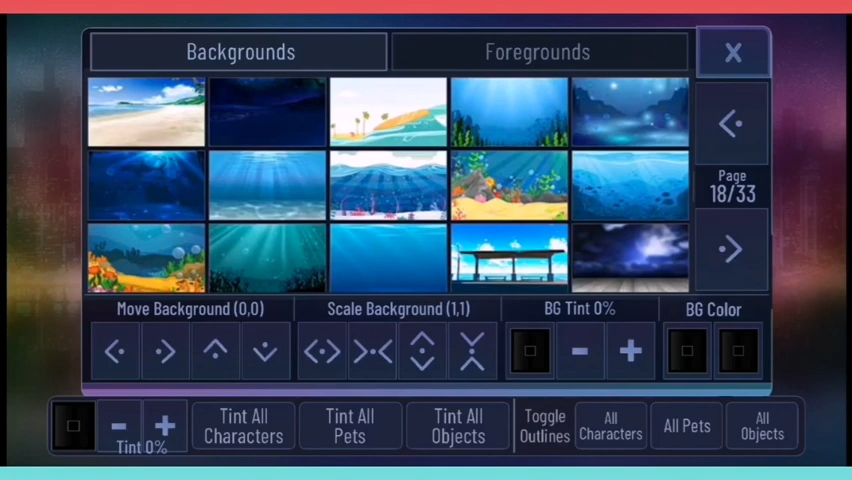 Backgrounds
Foregrounds
X
Page
18/33
Move Background (0,0)
Scale Background (1,1)
BG Tint 0%
BG Color
Tint 0%
Tint All
Characters
Tint All
Pets
Tint All
Objects
Toggle
Outlines
All
Characters
All Pets
All
Objects